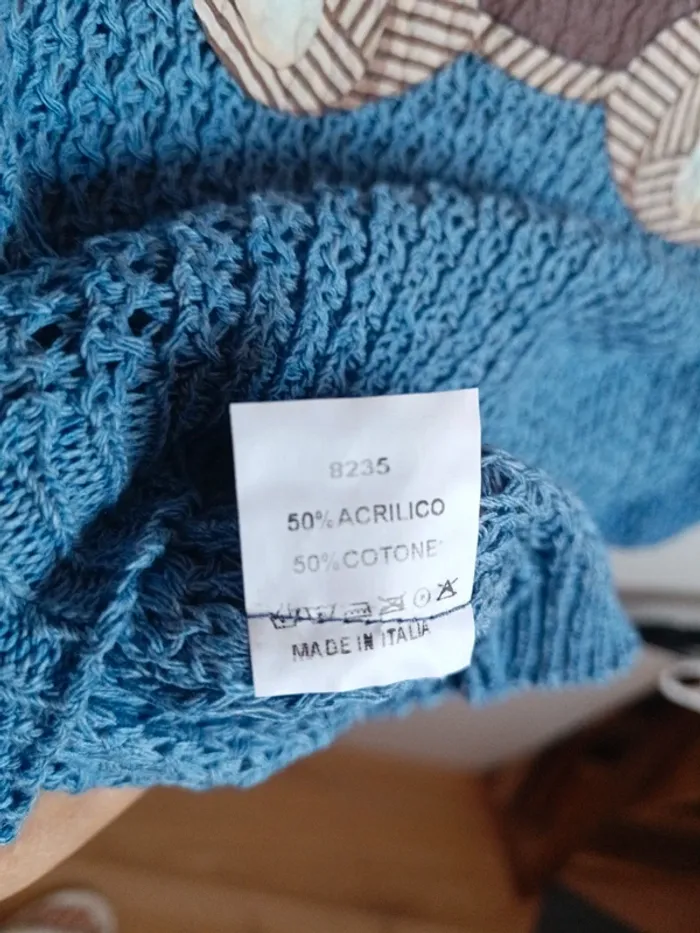 8235
50% ACRILICO
50% COTONE
MADE IN ITALIA